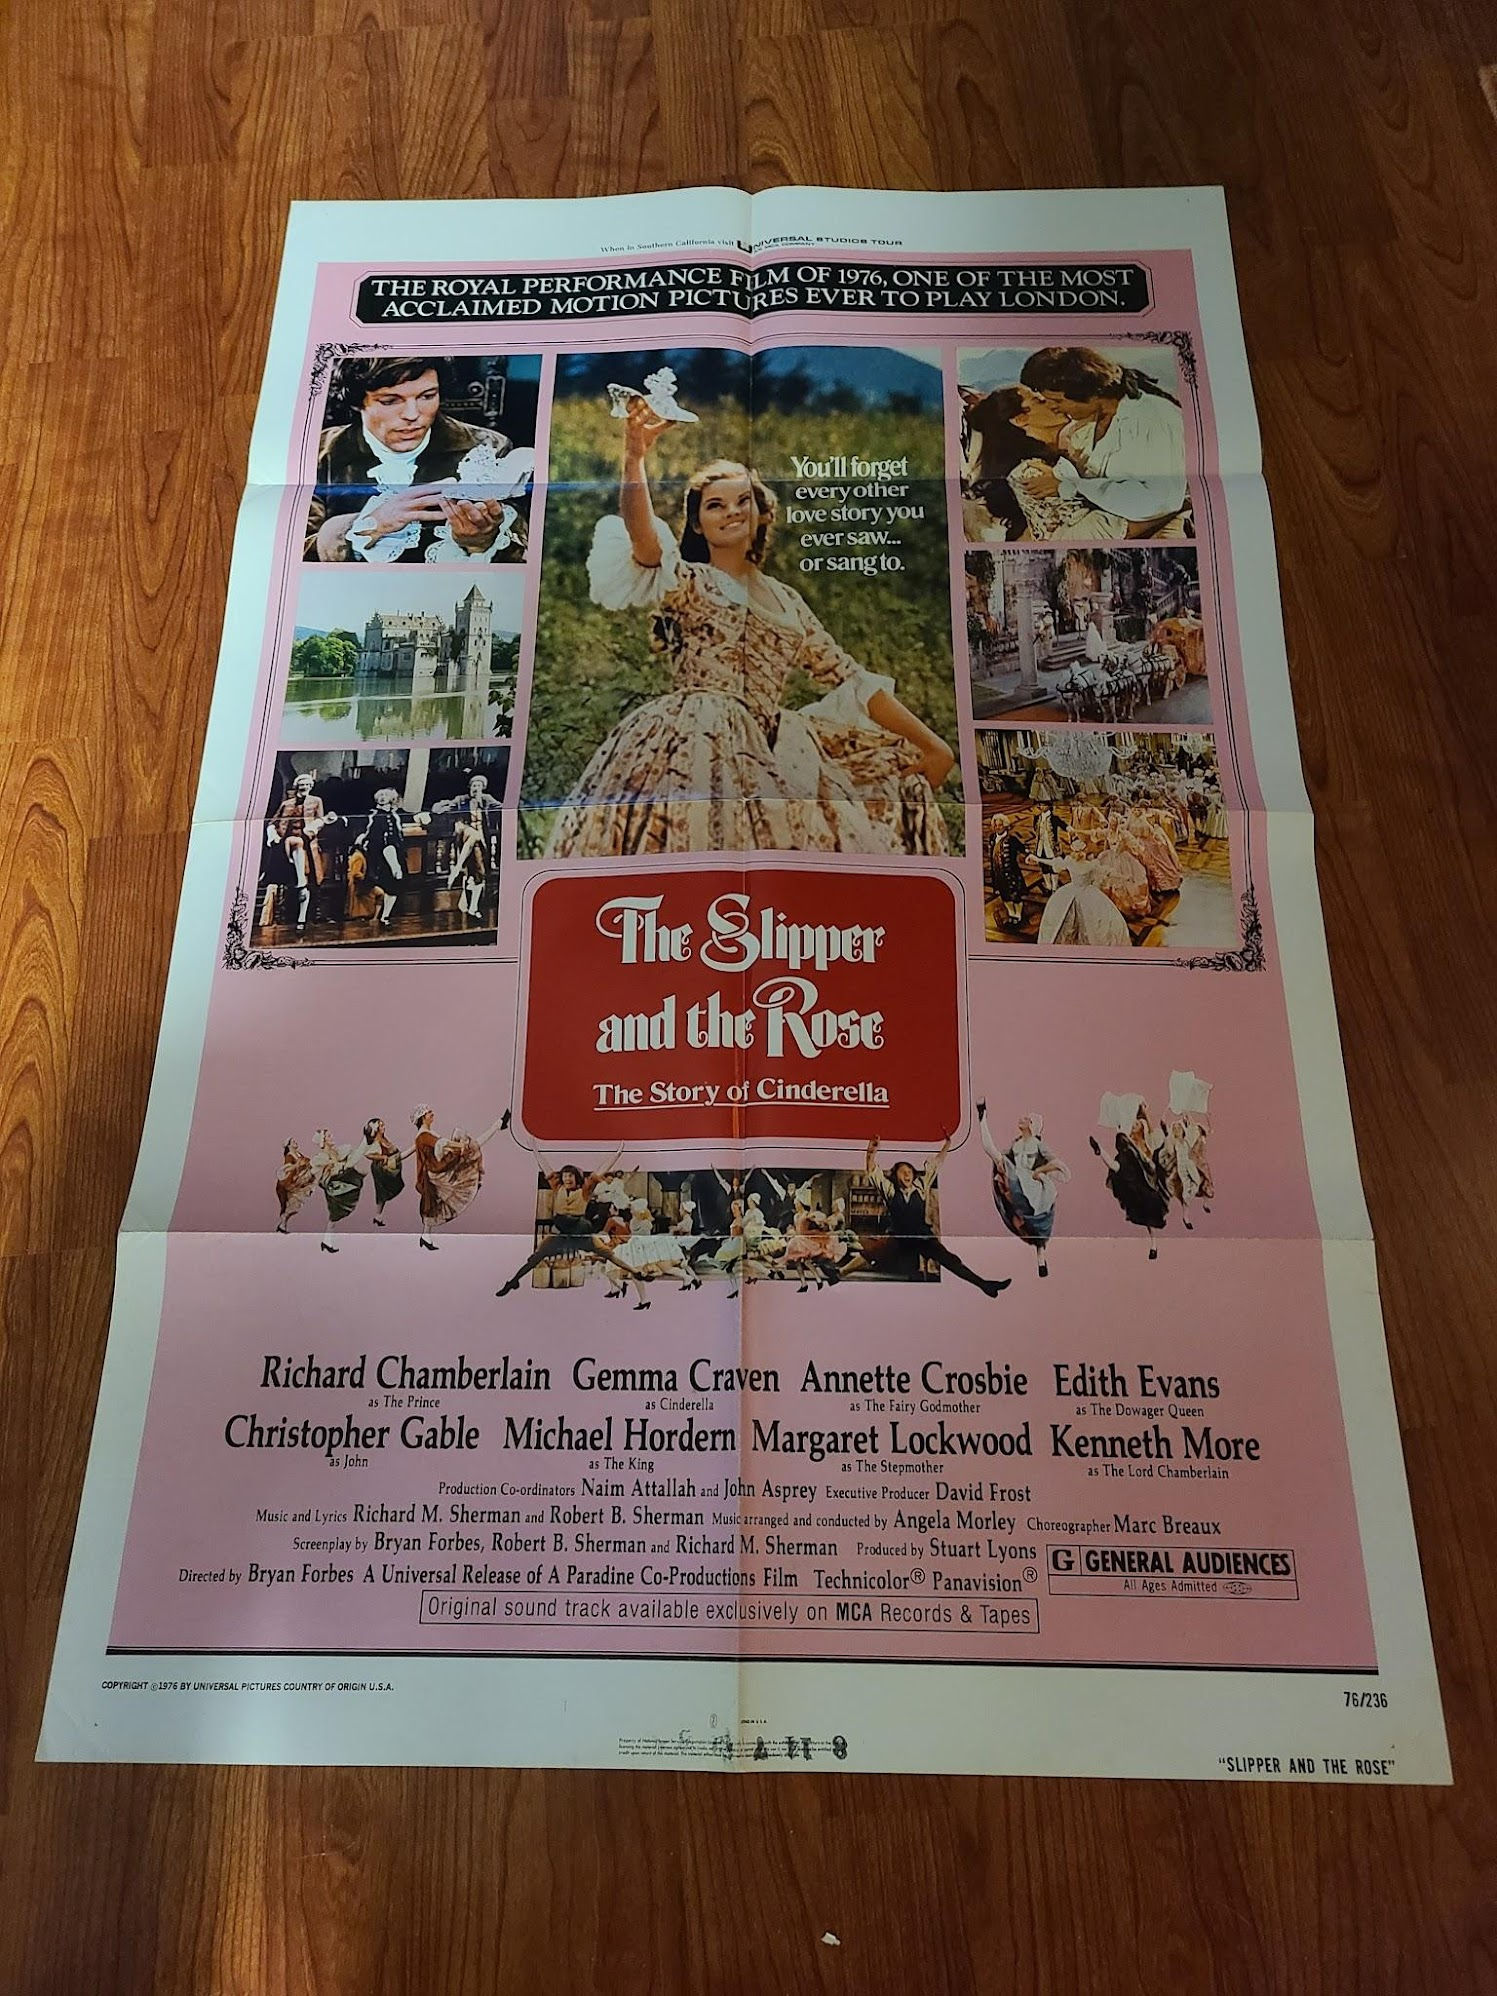 When in Southern California visit UNIVERSAL STUDIOS TOUR
THE ROYAL PERFORMANCE FILM OF 1976, ONE OF THE MOST
ACCLAIMED MOTION PICTURES EVER TO PLAY LONDON.
You'll forget
every other
love story you
ever saw...
or sang to.
The Slipper
and the Rose
The Story of Cinderella
Richard Chamberlain Gemma Craven Annette Crosbie Edith Evans
as The Prince as Cinderella as The Fairy Godmother as The Dowager Queen
Christopher Gable Michael Hordern Margaret Lockwood Kenneth More
as John as The King as The Stepmother as The Lord Chamberlain
Production Co-ordinators Naim Attallah and John Asprey Executive Producer David Frost
Music and Lyrics Richard M. Sherman and Robert B. Sherman Music arranged and conducted by Angela Morley Choreographer Marc Breaux
Screenplay by Bryan Forbes, Robert B. Sherman and Richard M. Sherman Produced by Stuart Lyons
Directed by Bryan Forbes A Universal Release of A Paradine Co-Productions Film Technicolor® Panavision®
G GENERAL AUDIENCES
All Ages Admitted
Original sound track available exclusively on MCA Records & Tapes
COPYRIGHT ©1976 BY UNIVERSAL PICTURES COUNTRY OF ORIGIN U.S.A.
76/236
"SLIPPER AND THE ROSE"